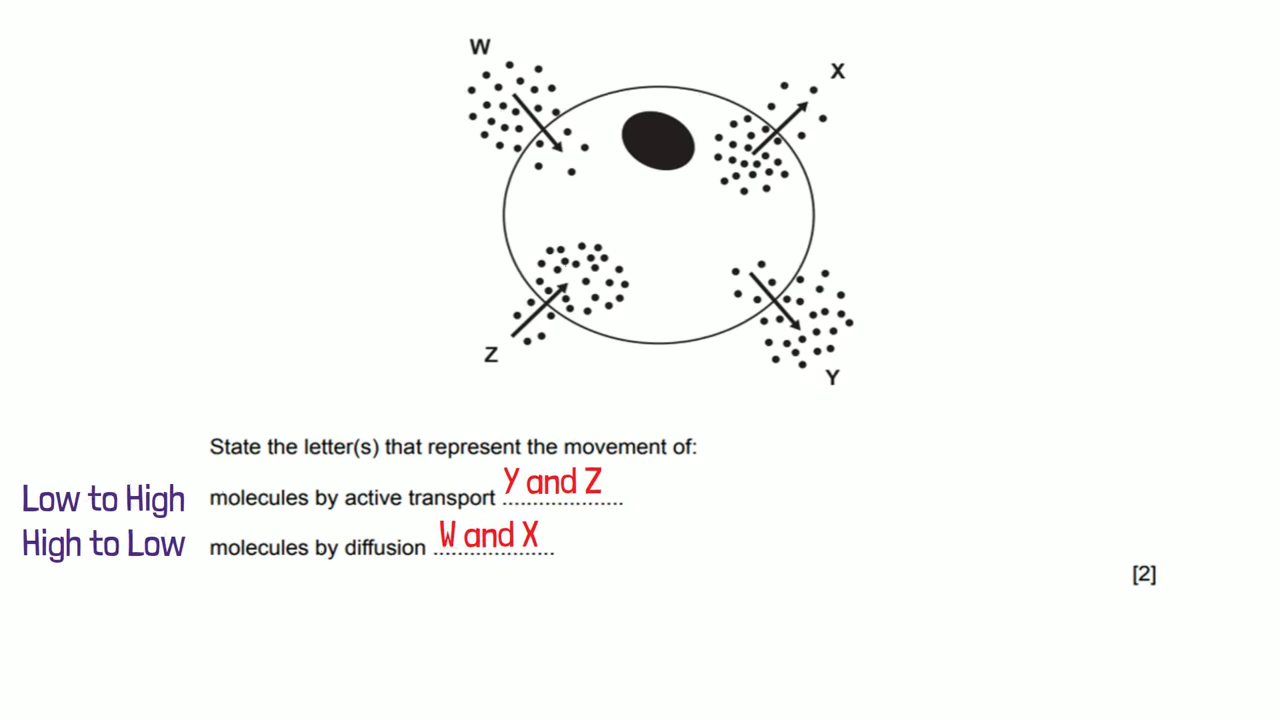 W
X
Z
Y
State the letter(s) that represent the movement of:
Low to High molecules by active transport Y and Z
High to Low molecules by diffusion W and X
[2]